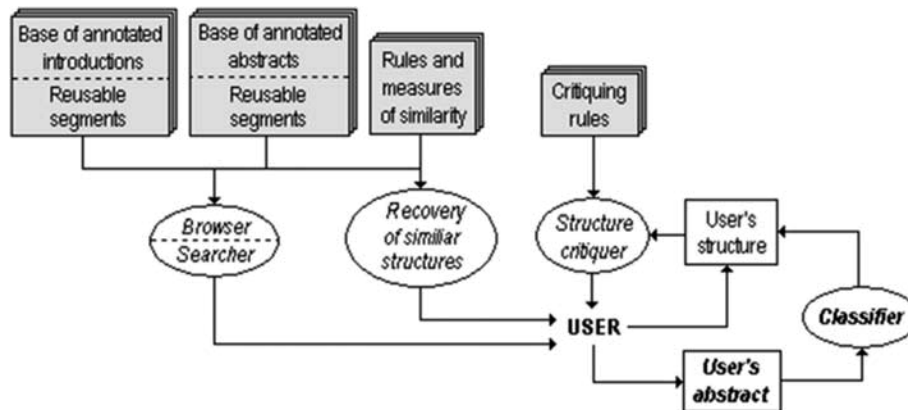 Base of annotated
introductions
Reusable
segments
Base of annotated
abstracts
Reusable
segments
Rules and
measures
of similarity
Critiquing
rules
Browser
Searcher
Recovery
of similiar
structures
Structure
critiquer
User's
structure
Classifier
USER
User's
abstract